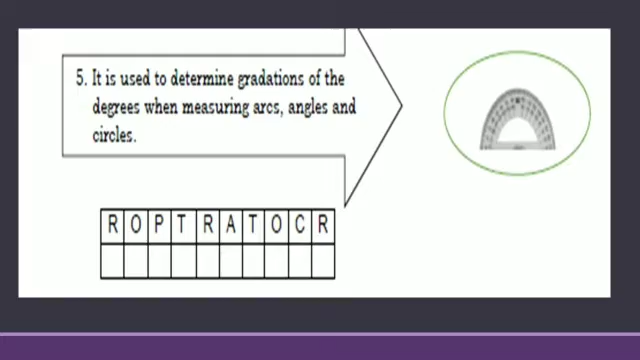 5. It is used to determine gradations of the
degrees when measuring arcs, angles and
circles.
R O P T R A T O C R